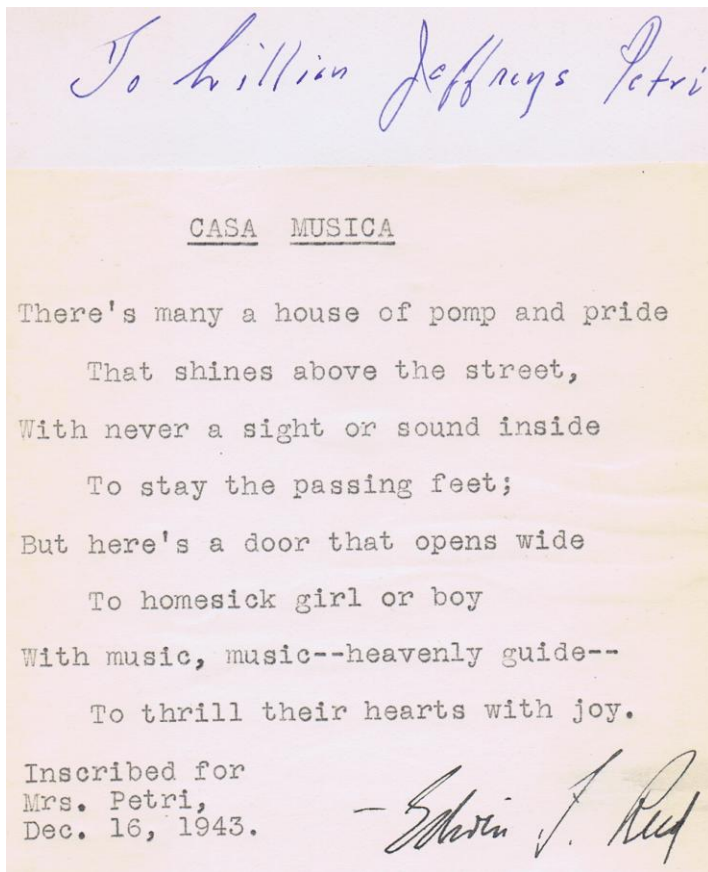 To Lillian Jeffreys Petri
CASA MUSICA
There's many a house of pomp and pride
That shines above the street,
With never a sight or sound inside
To stay the passing feet;
But here's a door that opens wide
To homesick girl or boy
With music, music--heavenly guide--
To thrill their hearts with joy.
Inscribed for
Mrs. Petri,
Dec. 16, 1943.
— Edwin J.